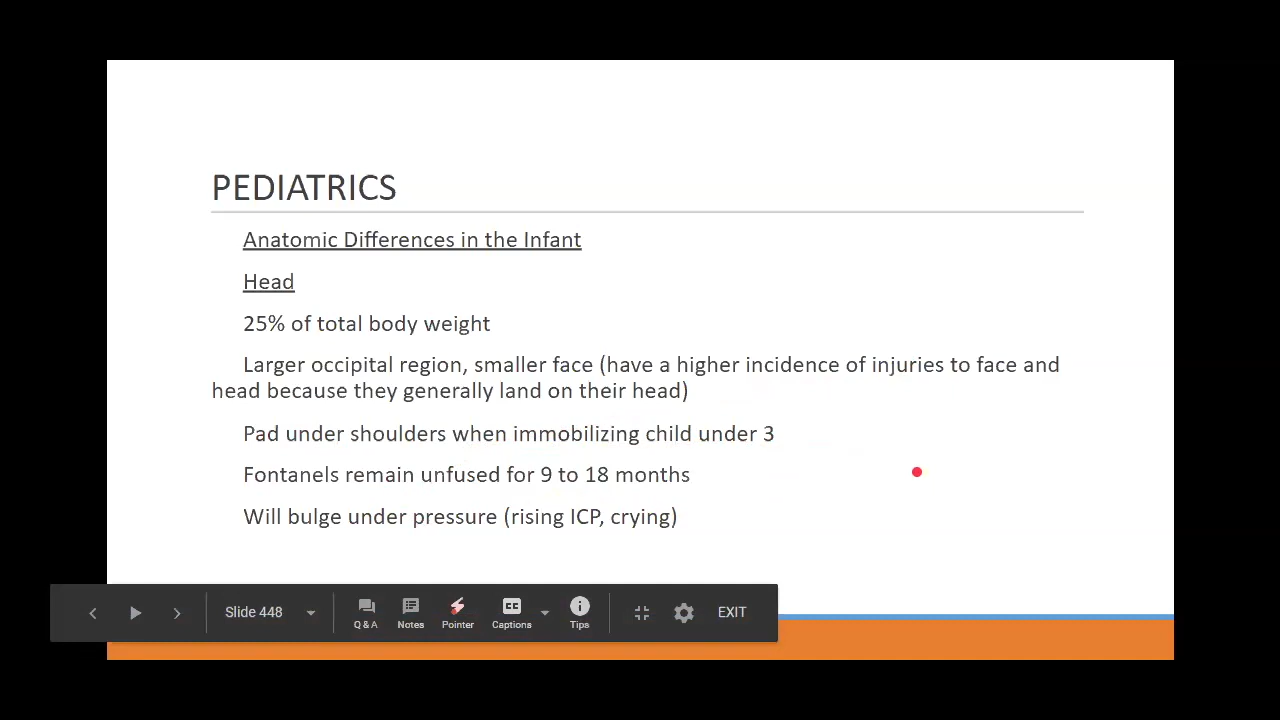 PEDIATRICS
Anatomic Differences in the Infant
Head
25% of total body weight
Larger occipital region, smaller face (have a higher incidence of injuries to face and
head because they generally land on their head)
Pad under shoulders when immobilizing child under 3
Fontanels remain unfused for 9 to 18 months
Will bulge under pressure (rising ICP, crying)
Slide 448
Q & A
Notes
Pointer
CC
Captions
Tips
EXIT